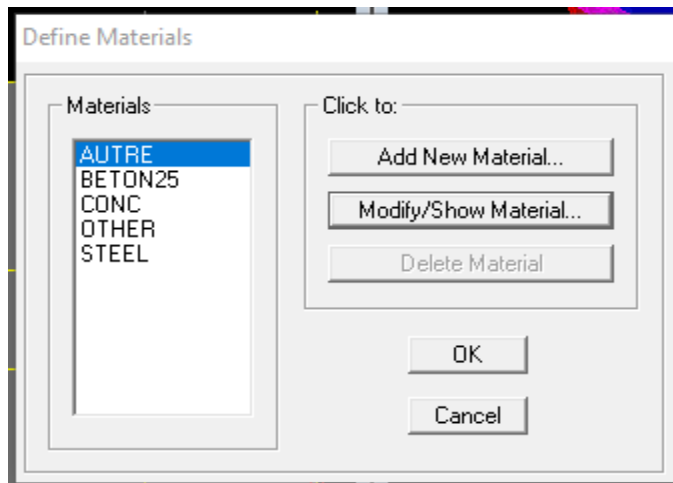 Define Materials
Materials
AUTRE
BETON25
CONC
OTHER
STEEL
Click to:
Add New Material...
Modify/Show Material...
Delete Material
OK
Cancel